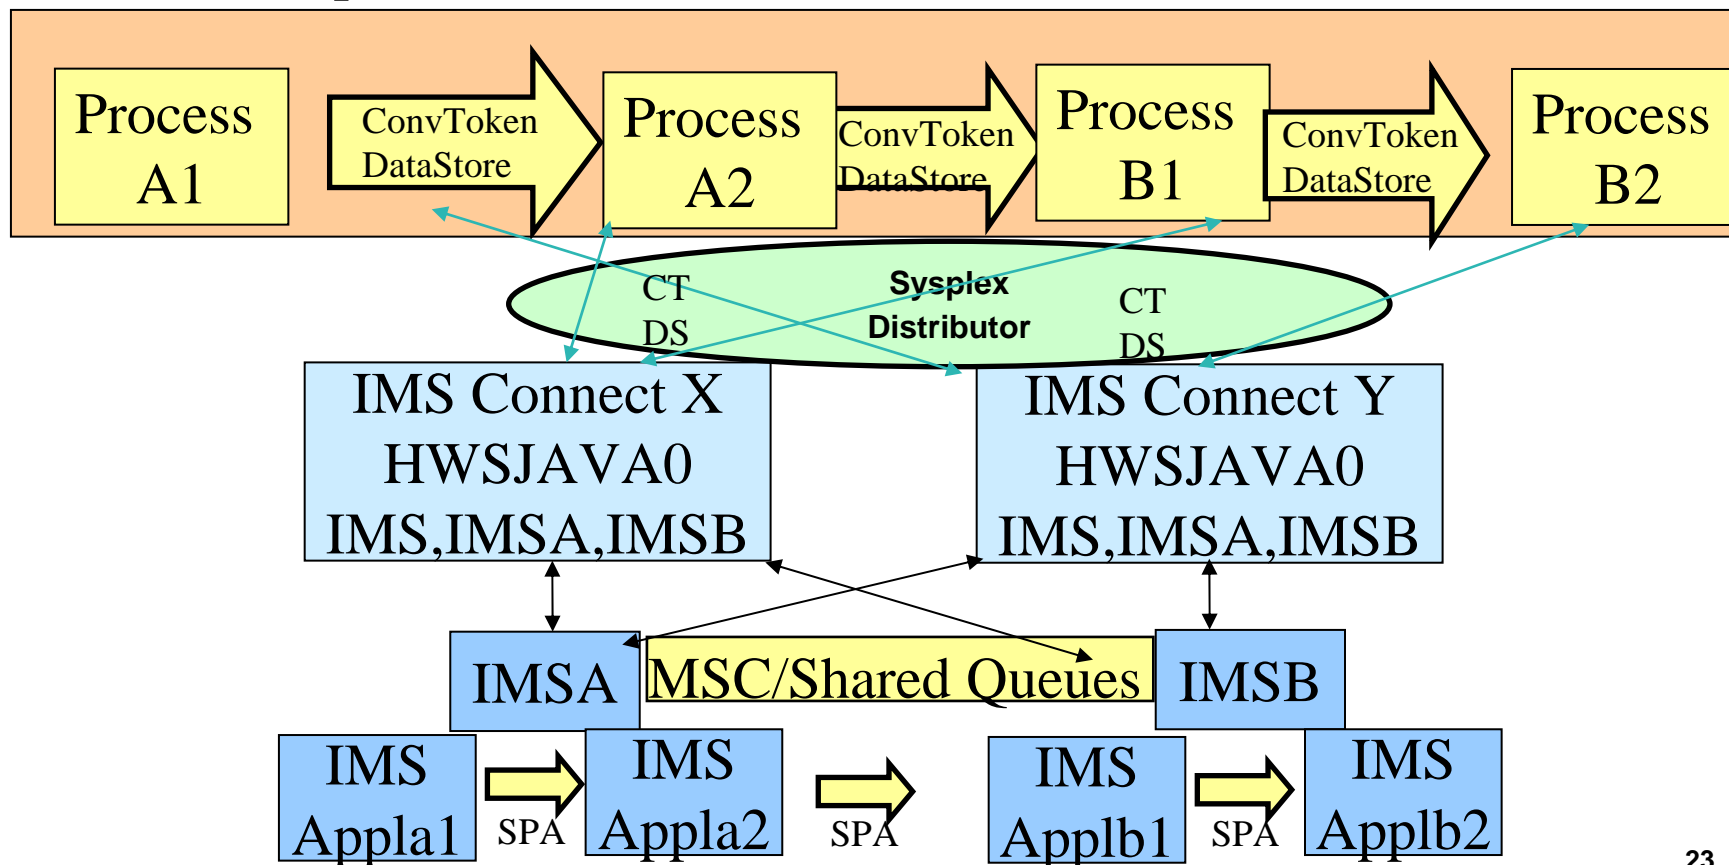 Process
A1
ConvToken
DataStore
Process
A2
ConvToken
DataStore
Process
B1
ConvToken
DataStore
Process
B2
CT
DS
Sysplex
Distributor
CT
DS
IMS Connect X
HWSJAVA0
IMS,IMSA,IMSB
IMS Connect Y
HWSJAVA0
IMS,IMSA,IMSB
IMSA
MSC/Shared Queues
IMSB
IMS
Appla1
SPA
IMS
Appla2
SPA
IMS
Applb1
SPA
IMS
Applb2
23